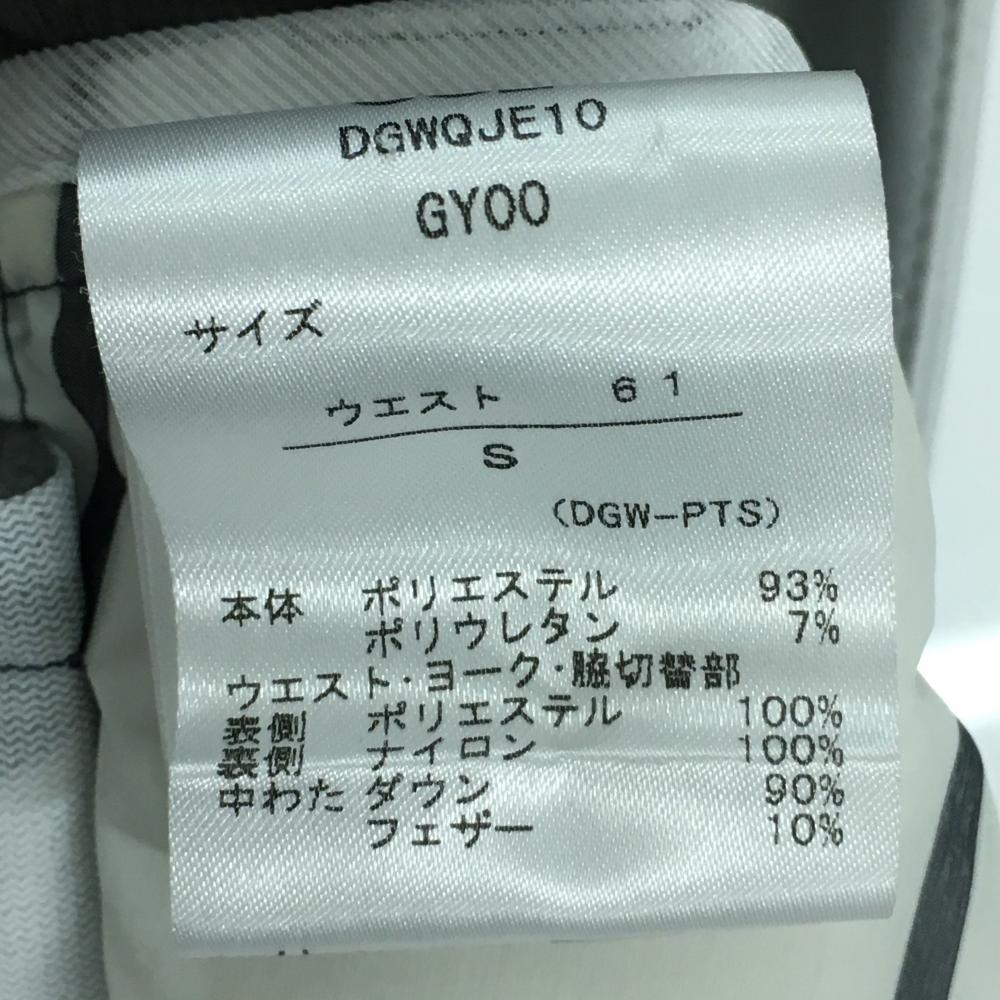 DGWQJE10
GY00
サイズ
ウエスト 61
S
(DGW-PTS)
本体 ポリエステル 93%
ポリウレタン 7%
ウエスト・ヨーク・脇切替部
表側 ポリエステル 100%
裏側 ナイロン 100%
中わた ダウン 90%
フェザー 10%